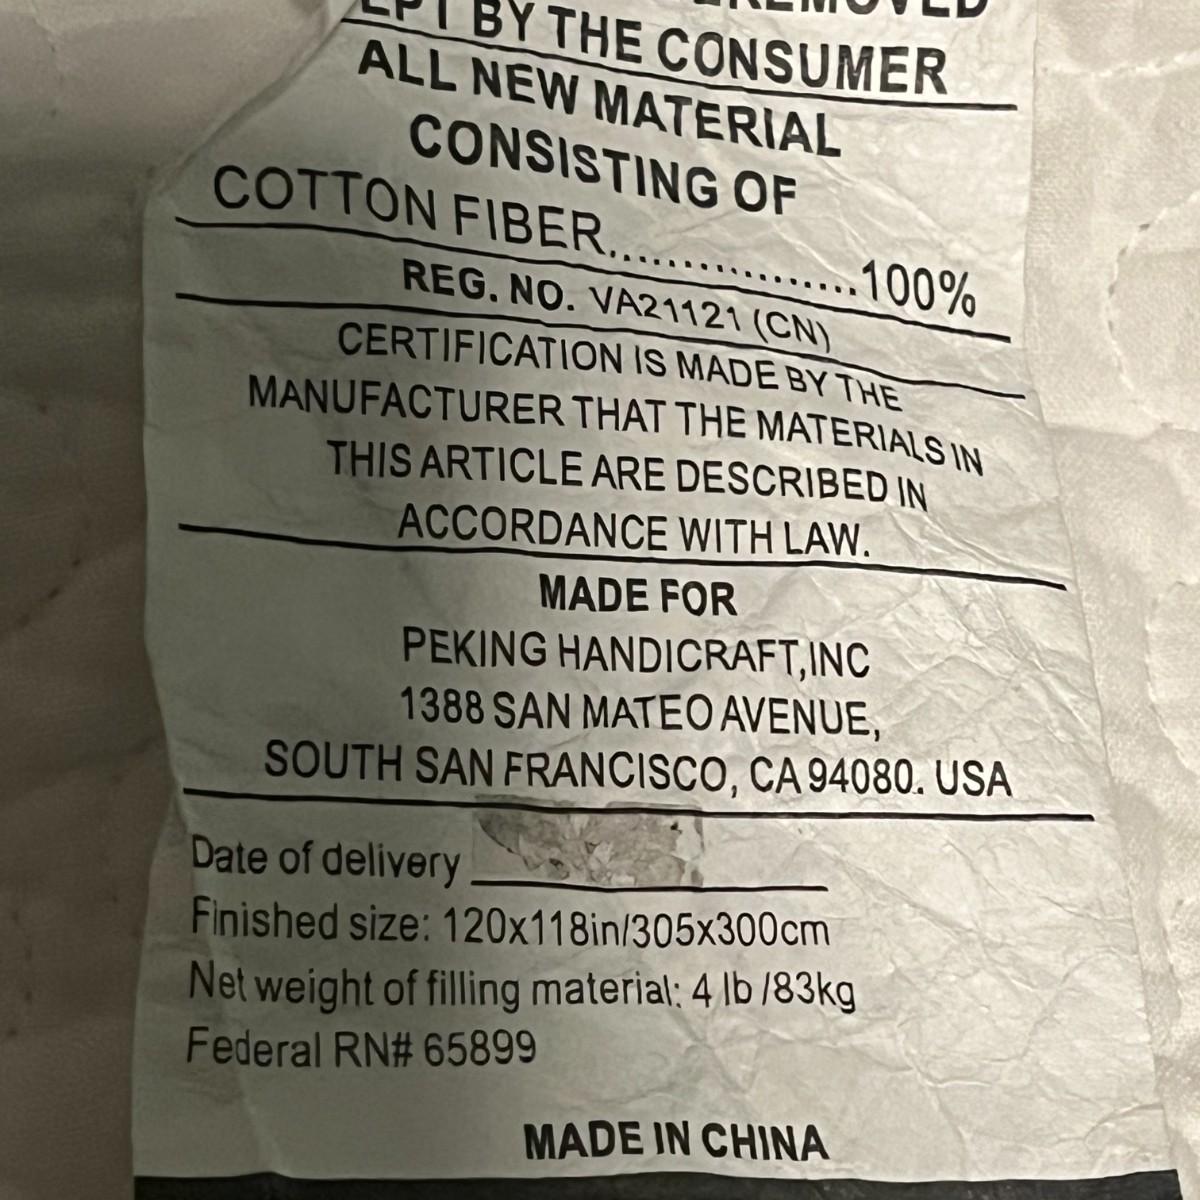 BY THE CONSUMER
ALL NEW MATERIAL
CONSISTING OF
COTTON FIBER..................100%
REG. NO. VA21121 (CN)
CERTIFICATION IS MADE BY THE
MANUFACTURER THAT THE MATERIALS IN
THIS ARTICLE ARE DESCRIBED IN
ACCORDANCE WITH LAW.
MADE FOR
PEKING HANDICRAFT,INC
1388 SAN MATEO AVENUE,
SOUTH SAN FRANCISCO, CA 94080. USA
Date of delivery
Finished size: 120x118in/305x300cm
Net weight of filling material: 4 lb /83kg
Federal RN# 65899
MADE IN CHINA